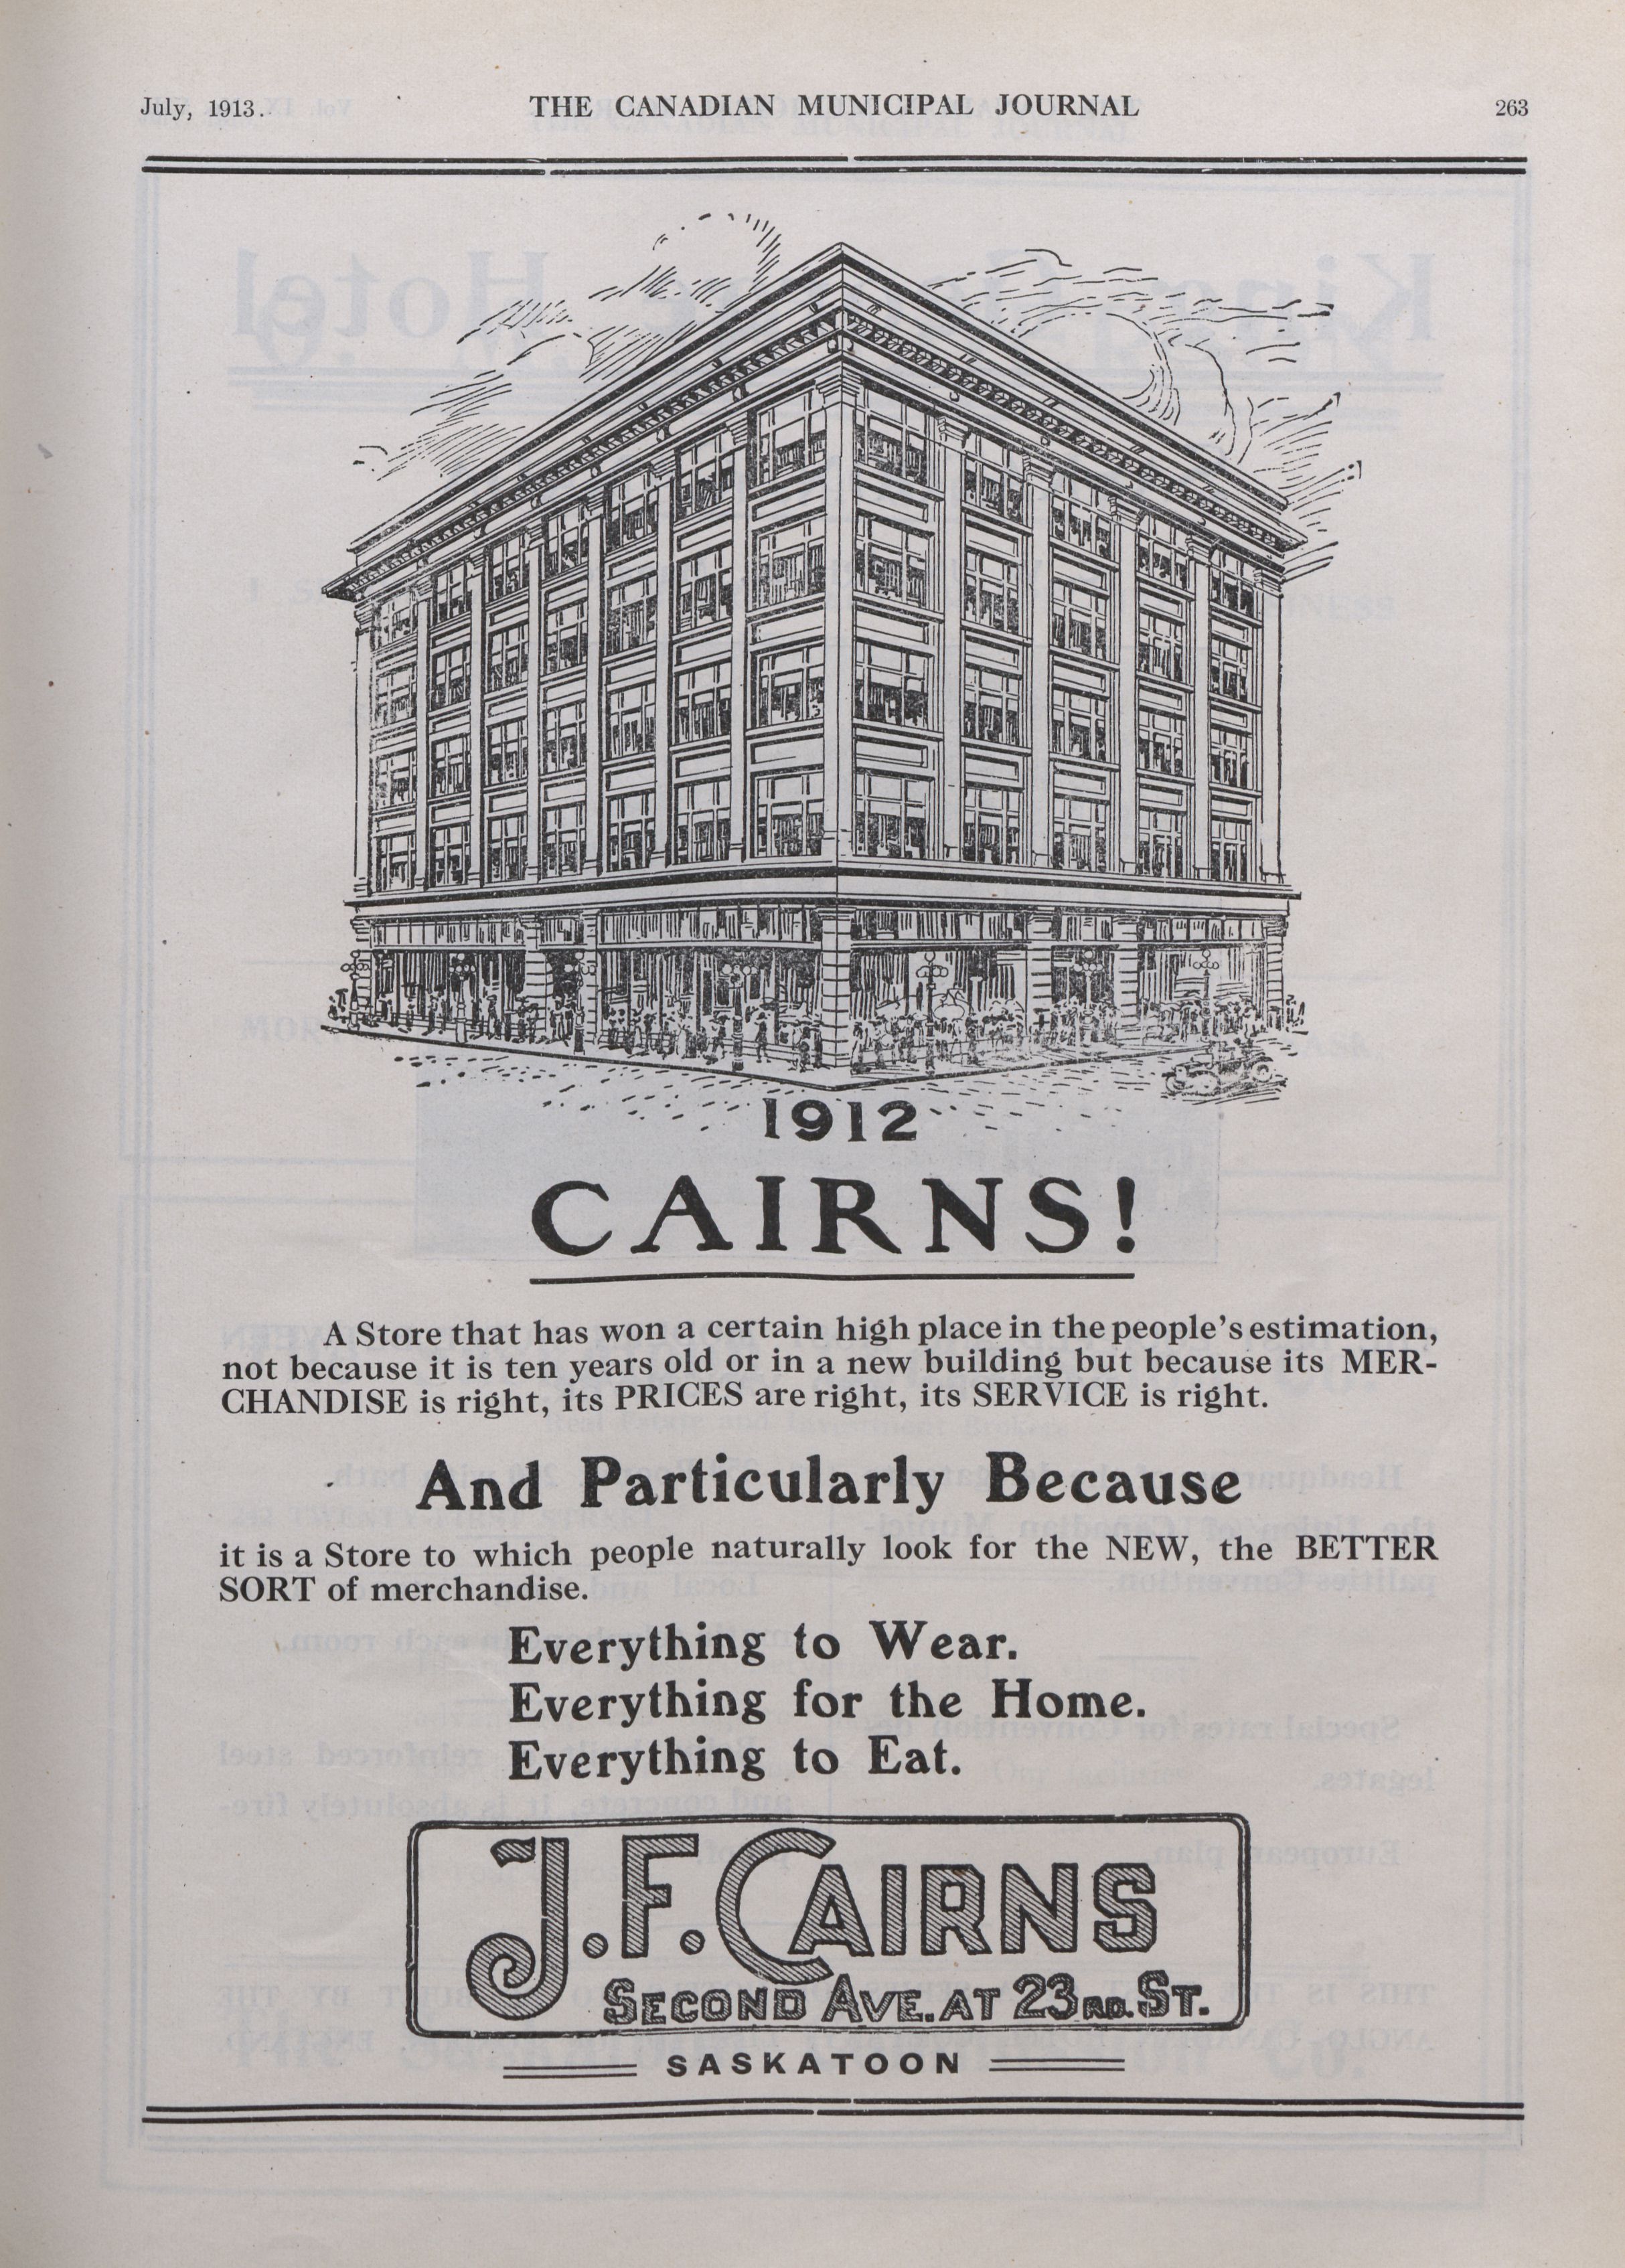 July, 1913.
THE CANADIAN MUNICIPAL JOURNAL
263
1912
CAIRNS!
A Store that has won a certain high place in the people's estimation,
not because it is ten years old or in a new building but because its MER-
CHANDISE is right, its PRICES are right, its SERVICE is right.
And Particularly Because
it is a Store to which people naturally look for the NEW, the BETTER
SORT of merchandise.
Everything to Wear.
Everything for the Home.
Everything to Eat.
J.F. CAIRNS
SECOND AVE. AT 23RD. ST.
SASKATOON